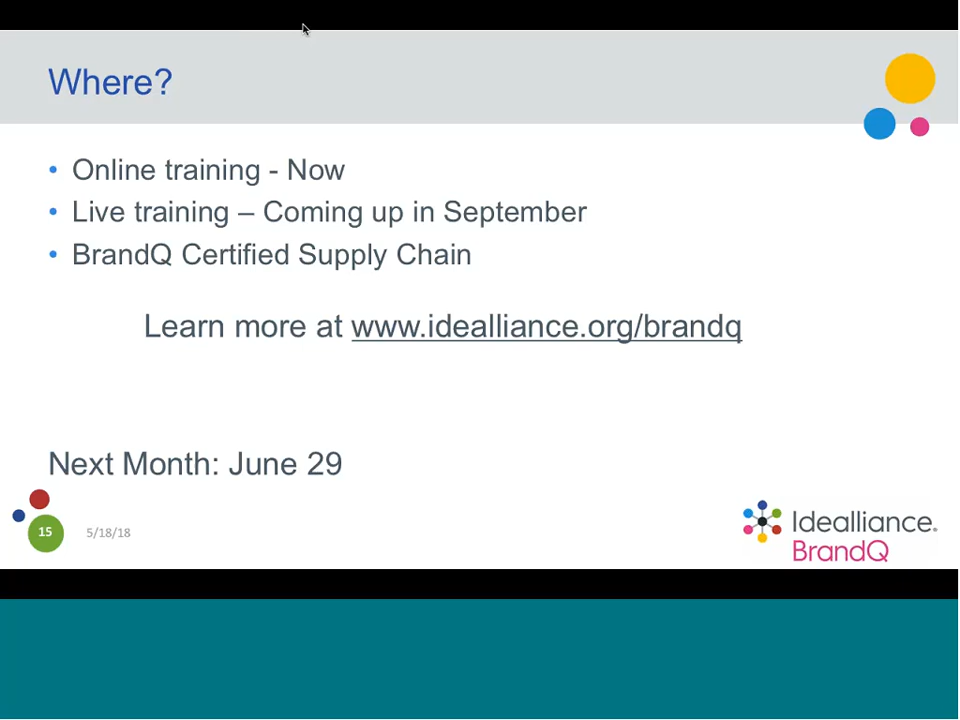 Where?
• Online training - Now
• Live training – Coming up in September
• BrandQ Certified Supply Chain
Learn more at www.idealliance.org/brandq
Next Month: June 29
15
5/18/18
Idealliance.
BrandQ